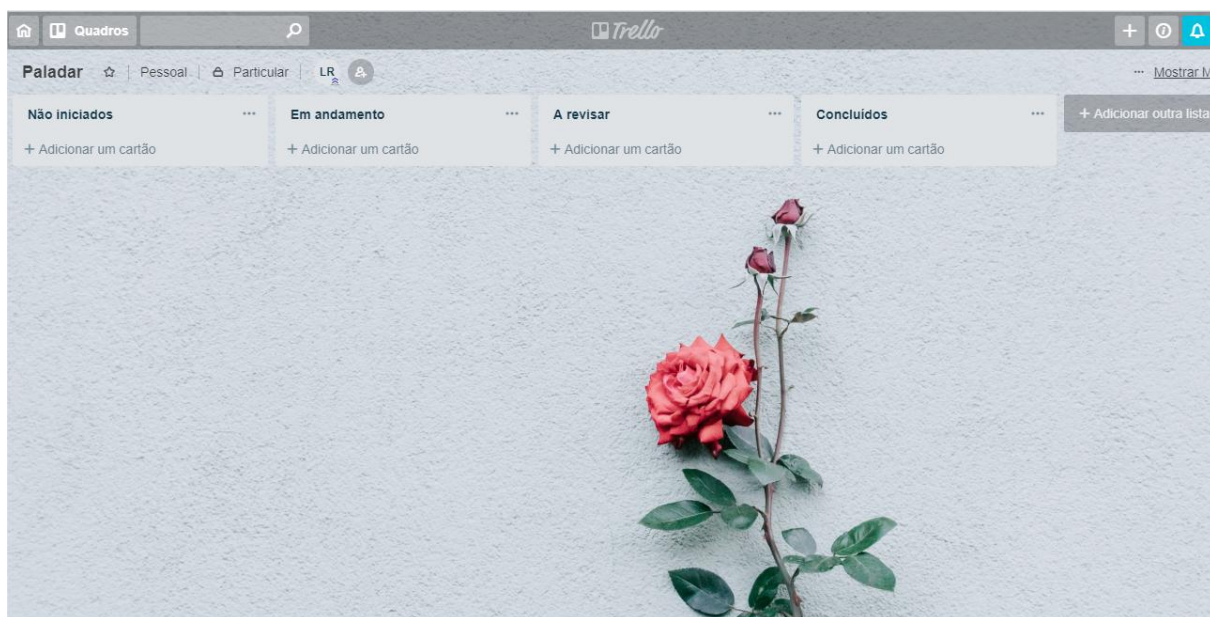 Quadros
Trello
Paladar Pessoal Particular LR ... Mostrar M
Não iniciados ... Em andamento ... A revisar ... Concluídos ... + Adicionar outra lista
+ Adicionar um cartão + Adicionar um cartão + Adicionar um cartão + Adicionar um cartão